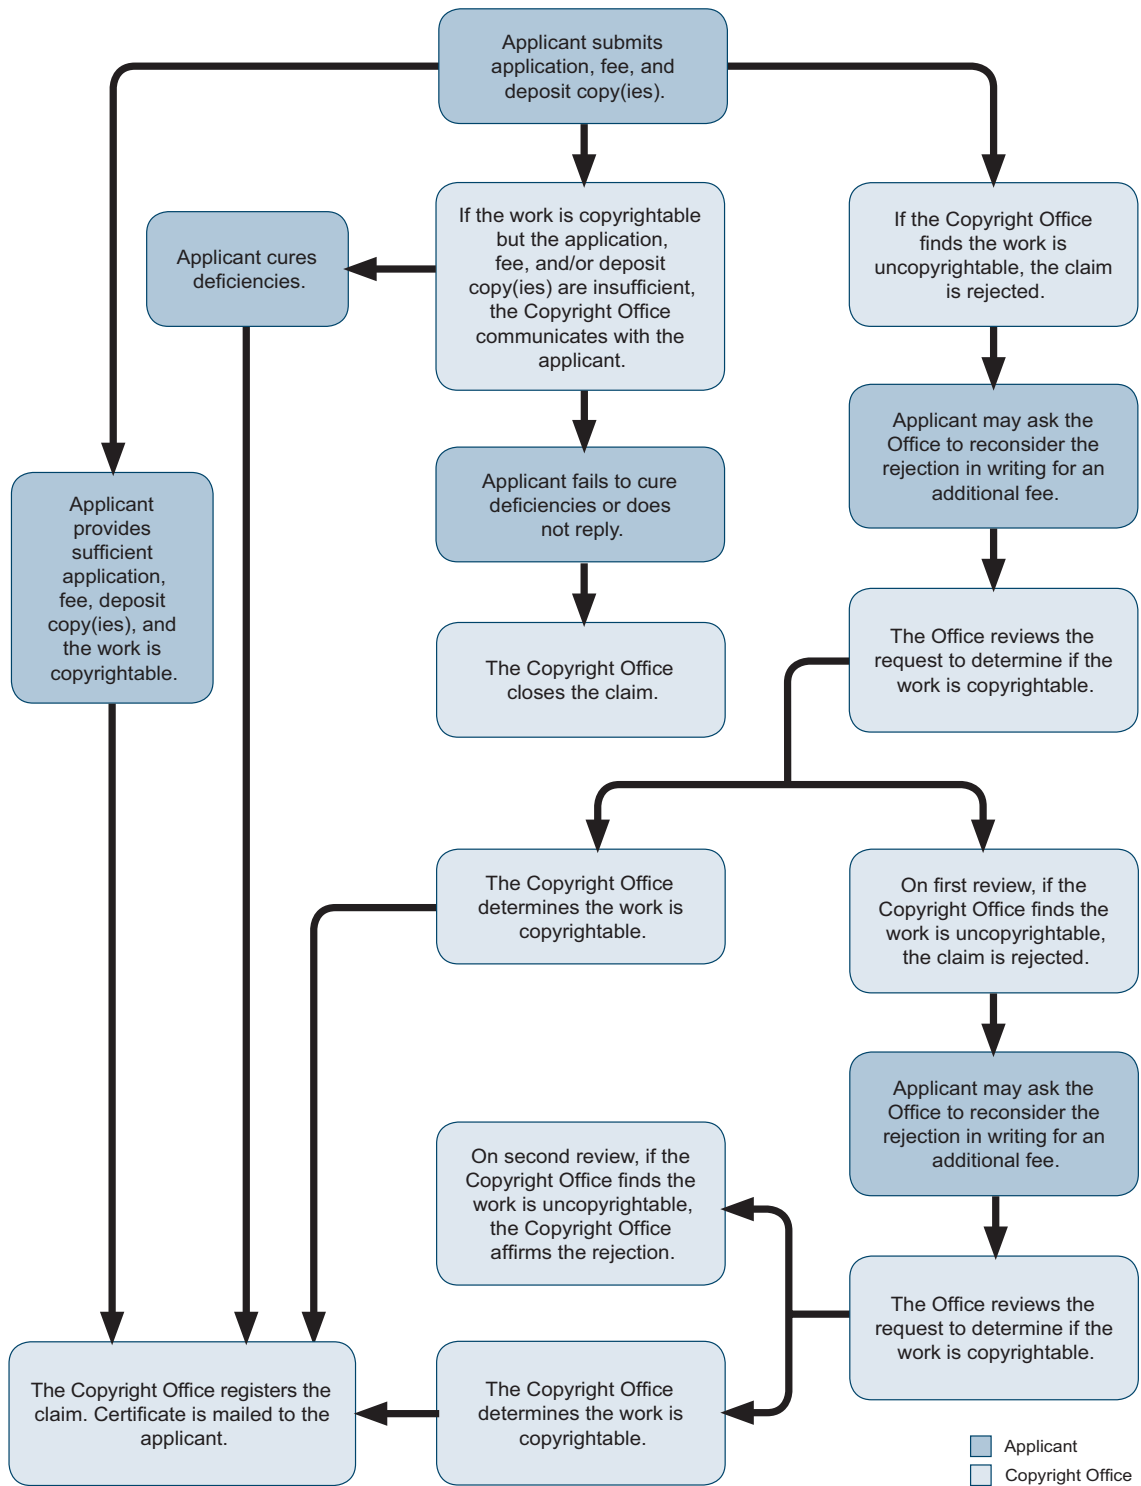 Applicant submits
application, fee, and
deposit copy(ies).
If the work is copyrightable
but the application,
fee, and/or deposit
copy(ies) are insufficient,
the Copyright Office
communicates with the
applicant.
If the Copyright Office
finds the work is
uncopyrightable, the claim
is rejected.
Applicant cures
deficiencies.
Applicant may ask the
Office to reconsider the
rejection in writing for an
additional fee.
Applicant fails to cure
deficiencies or does
not reply.
Applicant
provides
sufficient
application,
fee, deposit
copy(ies), and
the work is
copyrightable.
The Office reviews the
request to determine if the
work is copyrightable.
The Copyright Office
closes the claim.
The Copyright Office
determines the work is
copyrightable.
On first review, if the
Copyright Office finds the
work is uncopyrightable,
the claim is rejected.
Applicant may ask the
Office to reconsider the
rejection in writing for an
additional fee.
On second review, if the
Copyright Office finds the
work is uncopyrightable,
the Copyright Office
affirms the rejection.
The Office reviews the
request to determine if the
work is copyrightable.
The Copyright Office registers the
claim. Certificate is mailed to the
applicant.
The Copyright Office
determines the work is
copyrightable.
Applicant
Copyright Office